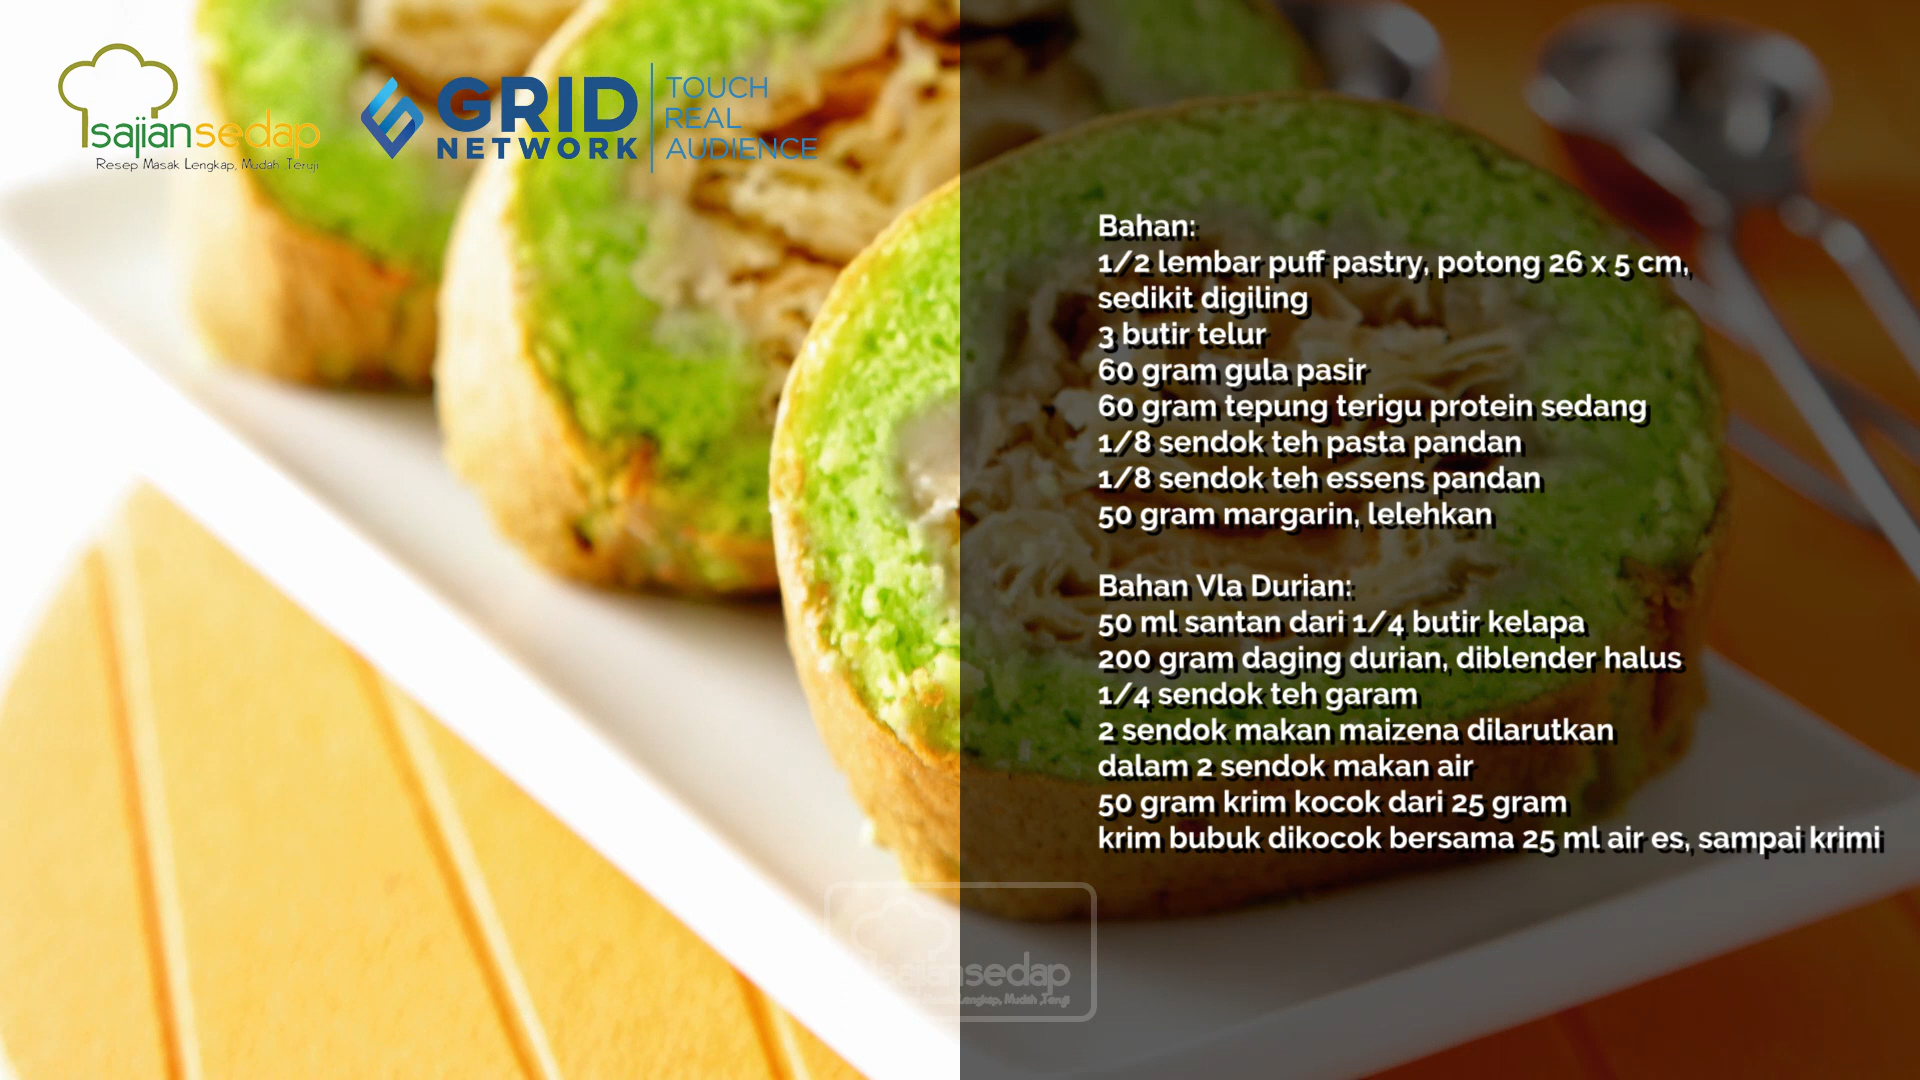 sajiansedap
Resep Masak Lengkap, Mudah ,Teruji
GRID
NETWORK
TOUCH
REAL
AUDIENCE
Bahan:
1/2 lembar puff pastry, potong 26 x 5 cm,
sedikit digiling
3 butir telur
60 gram gula pasir
60 gram tepung terigu protein sedang
1/8 sendok teh pasta pandan
1/8 sendok teh essens pandan
50 gram margarin, lelehkan
Bahan Vla Durian:
50 ml santan dari 1/4 butir kelapa
200 gram daging durian, diblender halus
1/4 sendok teh garam
2 sendok makan maizena dilarutkan
dalam 2 sendok makan air
50 gram krim kocok dari 25 gram
krim bubuk dikocok bersama 25 ml air es, sampai krimi
sajiansedap
Lengkap, Mudah ,Teruji